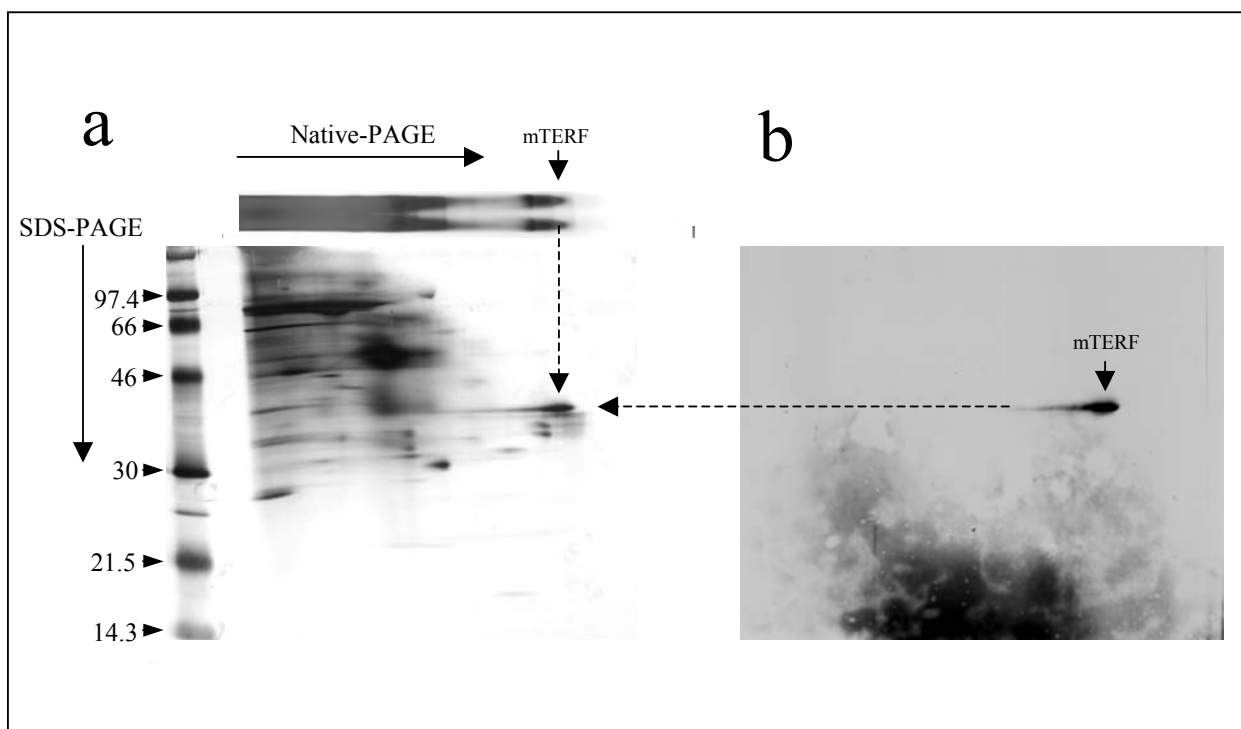 a
b
Native-PAGE
mTERF
SDS-PAGE
97.4
66
46
30
21.5
14.3
mTERF